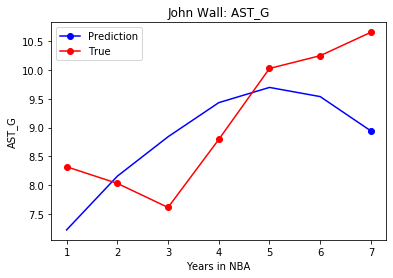 John Wall: AST_G
Prediction
True
10.5
10.0
9.5
9.0
8.5
8.0
7.5
AST_G
1 2 3 4 5 6 7
Years in NBA